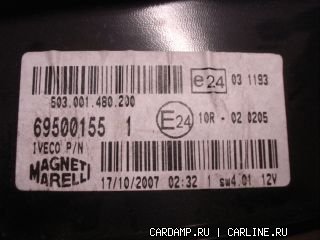 e24 03 1193
503.001.480.200
69500155 1 E24 10R - 02 0205
IVECO P/N
MAGNETI MARELLI
17/10/2007 02:32 1 sw4.01 12V
CARDAMP.RU / CARLINE.RU